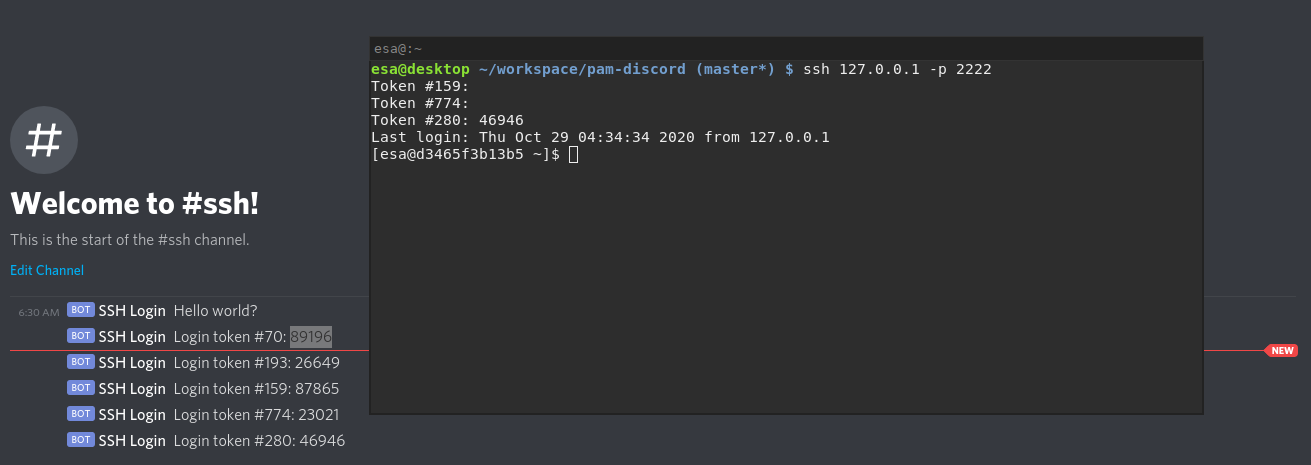 esa@:~
esa@desktop ~/workspace/pam-discord (master*) $ ssh 127.0.0.1 -p 2222
Token #159:
Token #774:
Token #280: 46946
Last login: Thu Oct 29 04:34:34 2020 from 127.0.0.1
[esa@d3465f3b13b5 ~]$
#
Welcome to #ssh!
This is the start of the #ssh channel.
Edit Channel
6:30 AM BOT SSH Login Hello world?
BOT SSH Login Login token #70: 89196
NEW
BOT SSH Login Login token #193: 26649
BOT SSH Login Login token #159: 87865
BOT SSH Login Login token #774: 23021
BOT SSH Login Login token #280: 46946